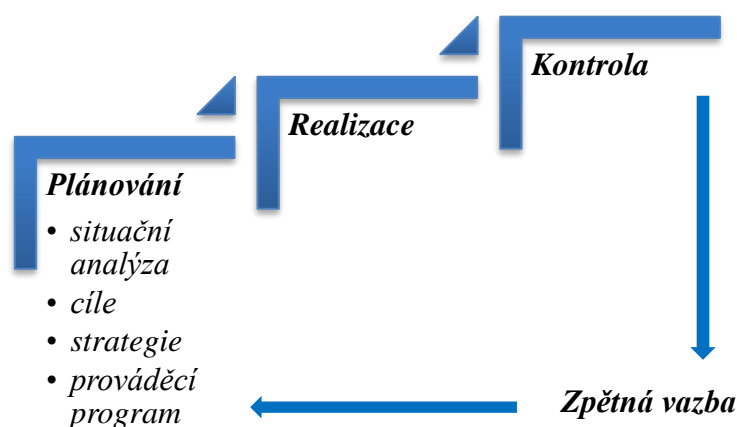 Plánování
• situační
analýza
• cíle
• strategie
• prováděcí
program
Realizace
Kontrola
Zpětná vazba